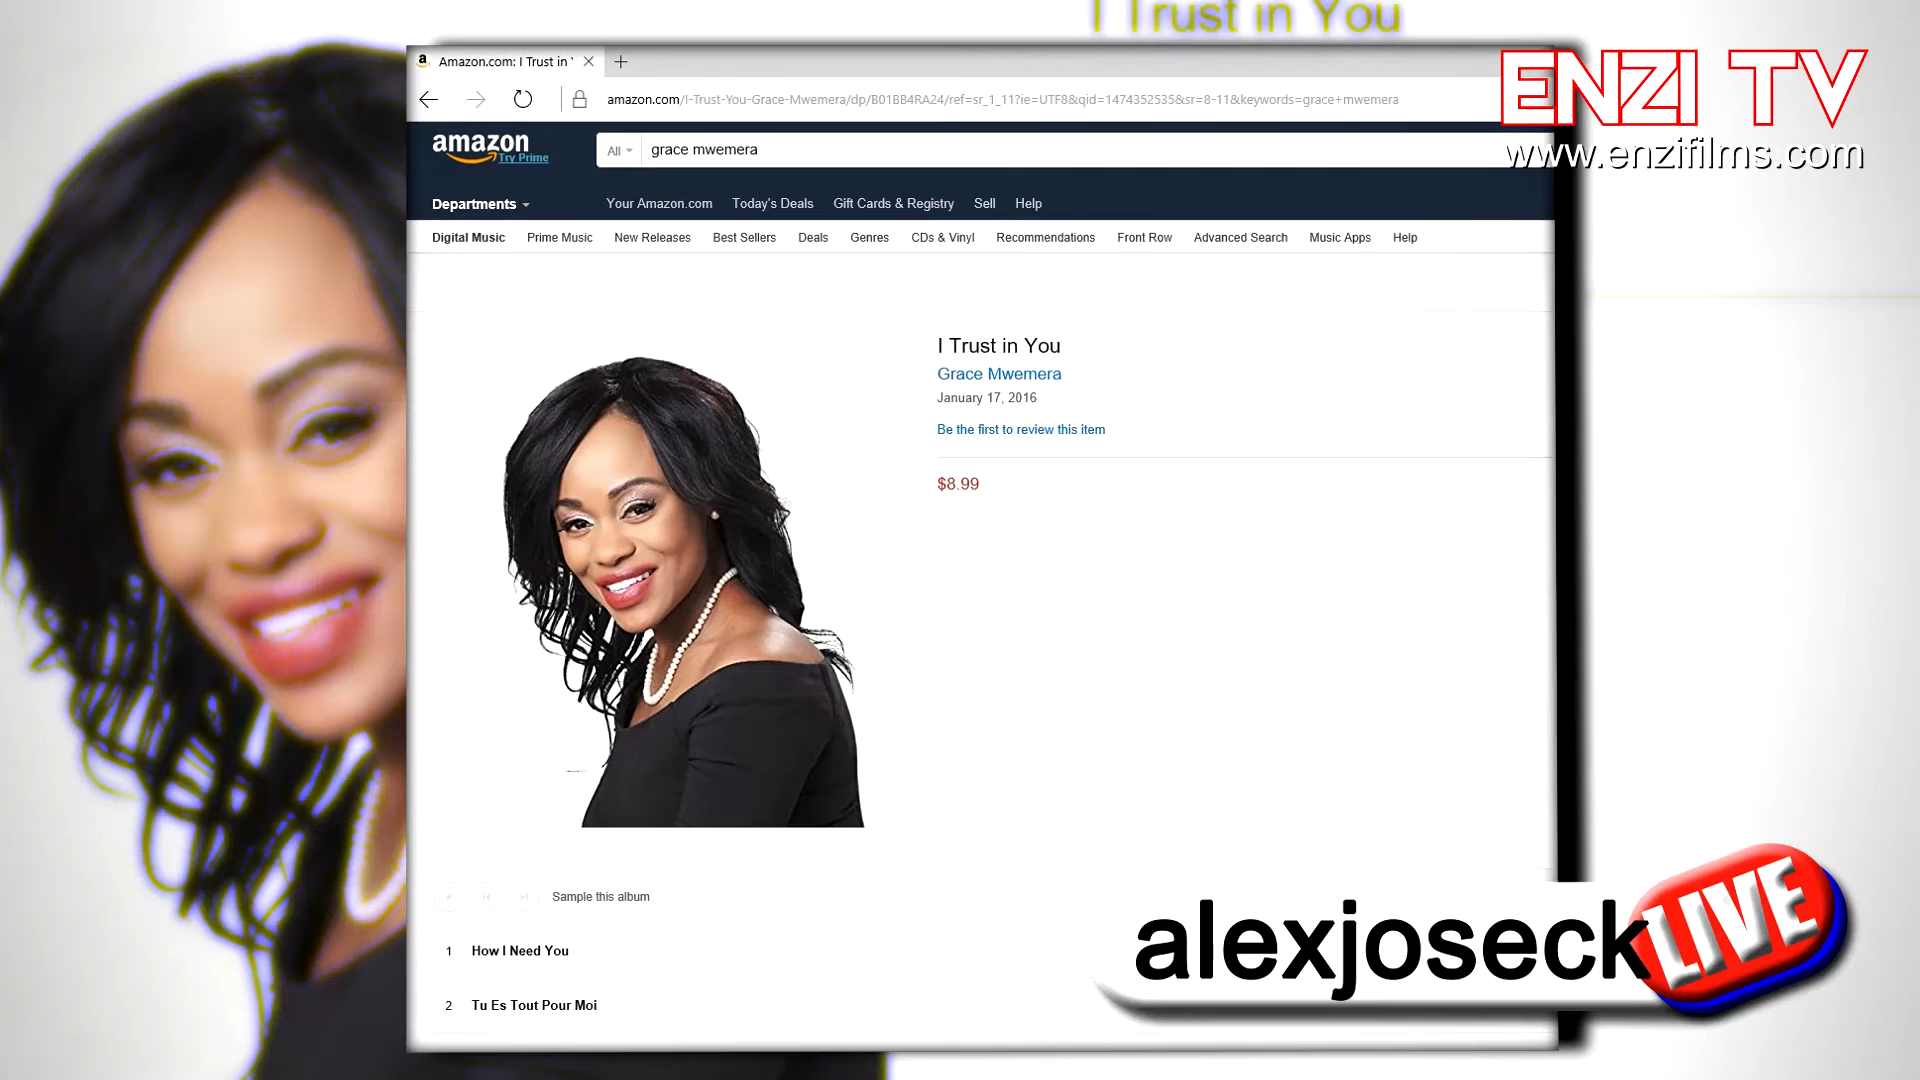 I Trust in You
Amazon.com: I Trust in '
ENZI TV
www.enzifilms.com
amazon.com/I-Trust-You-Grace-Mwemera/dp/B01BB4RA24/ref=sr_1_11?ie=UTF8&qid=1474352535&sr=8-11&keywords=grace+mwemera
amazon
Try Prime
All
grace mwemera
Departments
Your Amazon.com
Today's Deals
Gift Cards & Registry
Sell
Help
Digital Music
Prime Music
New Releases
Best Sellers
Deals
Genres
CDs & Vinyl
Recommendations
Front Row
Advanced Search
Music Apps
Help
I Trust in You
Grace Mwemera
January 17, 2016
Be the first to review this item
$8.99
Sample this album
1 How I Need You
2 Tu Es Tout Pour Moi
alexjoseck
LIVE